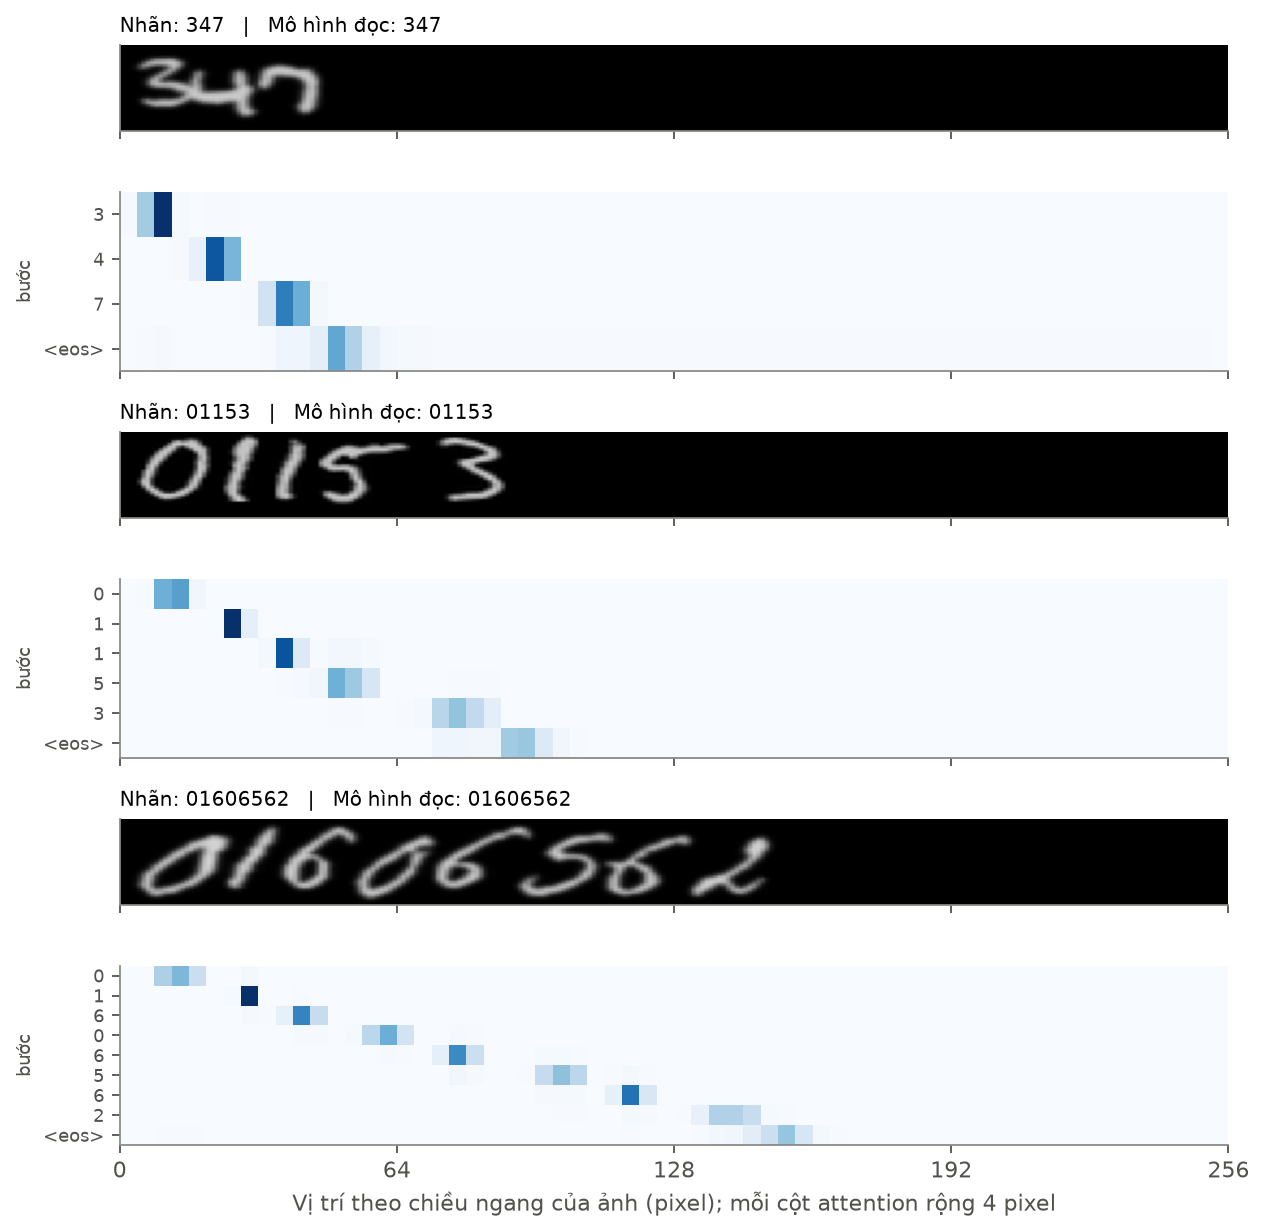 Nhãn: 347 | Mô hình đọc: 347
347
bước
3
4
7
<eos>
Nhãn: 01153 | Mô hình đọc: 01153
01153
bước
0
1
1
5
3
<eos>
Nhãn: 01606562 | Mô hình đọc: 01606562
01606562
bước
0
1
6
0
6
5
6
2
<eos>
0 64 128 192 256
Vị trí theo chiều ngang của ảnh (pixel); mỗi cột attention rộng 4 pixel